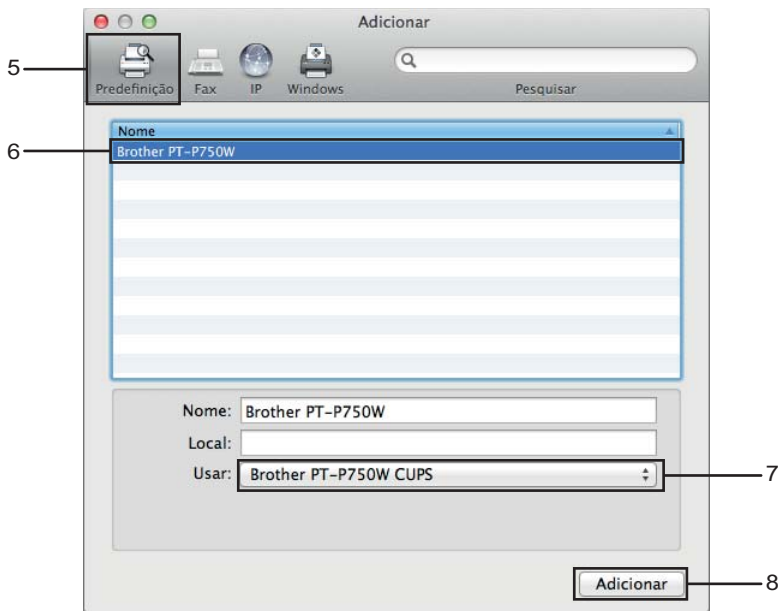 Adicionar
5
Predefinição Fax IP Windows Pesquisar
Nome
6
Brother PT-P750W
Nome: Brother PT-P750W
Local:
Usar: Brother PT-P750W CUPS
7
Adicionar
8